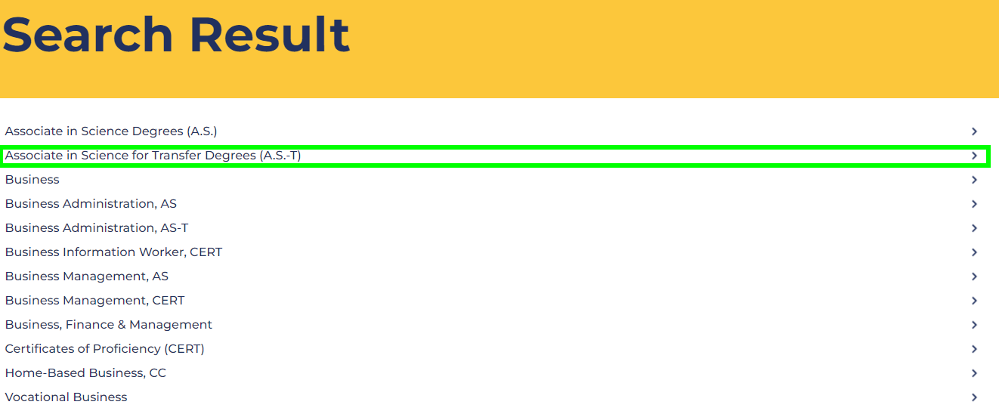 Search Result
Associate in Science Degrees (A.S.)
Associate in Science for Transfer Degrees (A.S.-T)
Business
Business Administration, AS
Business Administration, AS-T
Business Information Worker, CERT
Business Management, AS
Business Management, CERT
Business, Finance & Management
Certificates of Proficiency (CERT)
Home-Based Business, CC
Vocational Business